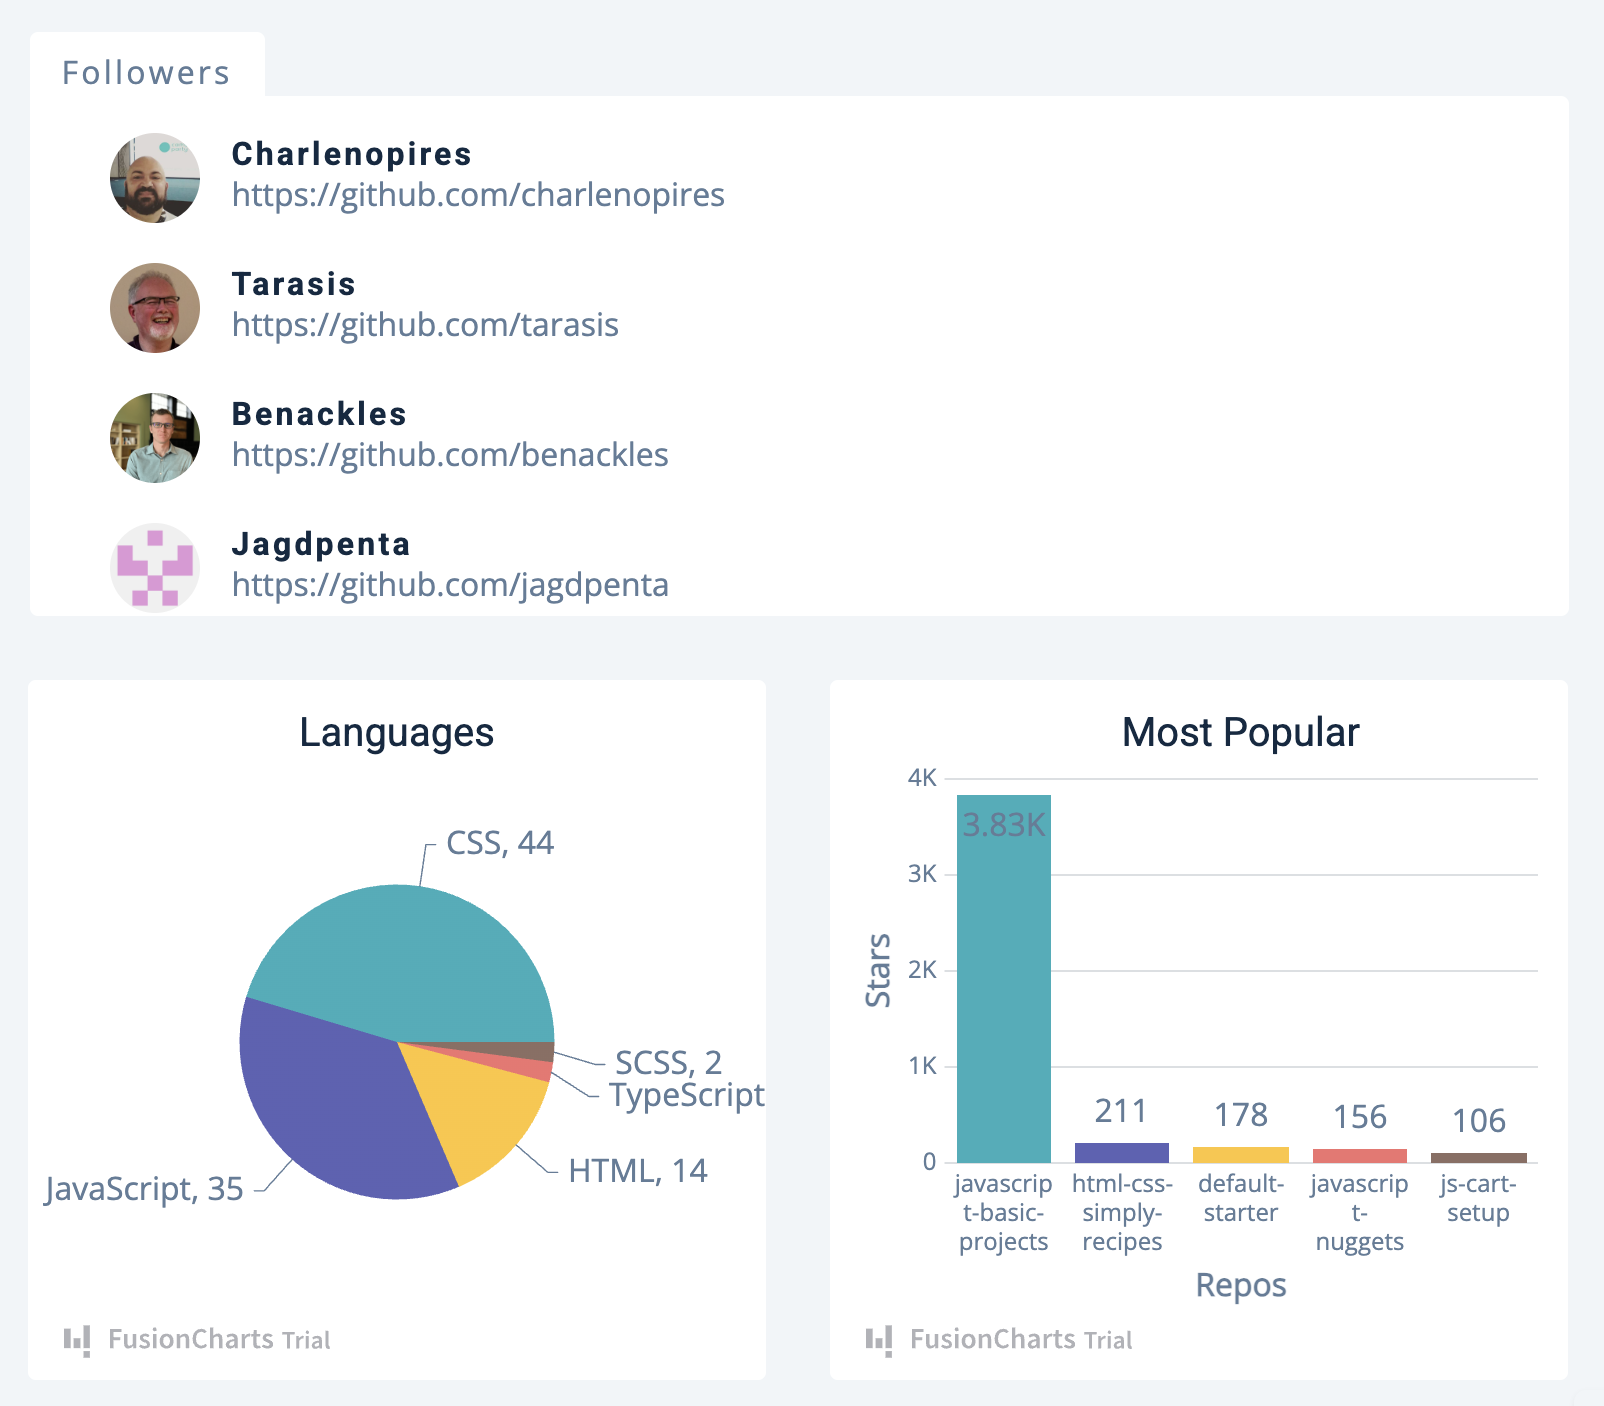 Followers
Charlenopires
https://github.com/charlenopires
Tarasis
https://github.com/tarasis
Benackles
https://github.com/benackles
Jagdpenta
https://github.com/jagdpenta
Languages
CSS, 44
SCSS, 2
TypeScript
HTML, 14
JavaScript, 35
FusionCharts Trial
Most Popular
4K
3.83K
3K
Stars
2K
1K
211 178 156 106
0
javascrip html-css- default- javascrip js-cart-
t-basic- simply- starter t- setup
projects recipes nuggets
Repos
FusionCharts Trial